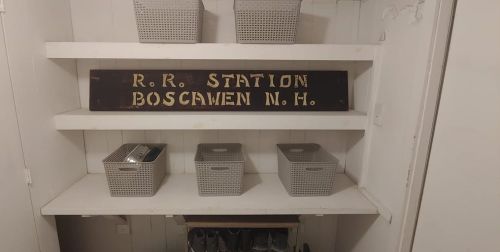 R. R. STATION
BOSCAWEN N. H.